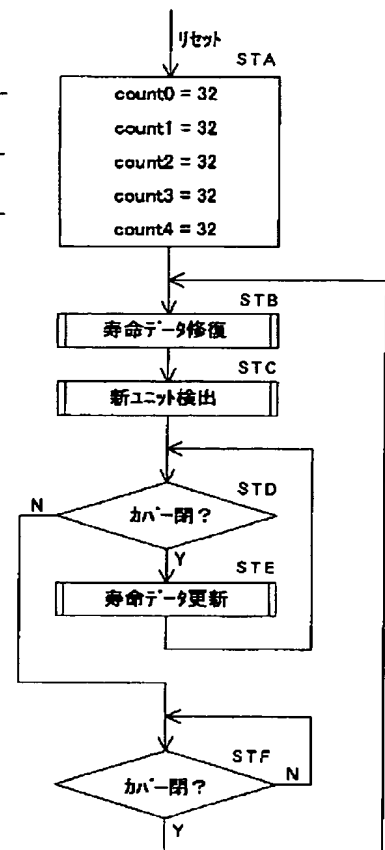 リセット
STA
count0 = 32
count1 = 32
count2 = 32
count3 = 32
count4 = 32
STB
寿命データ修復
STC
新ユニット検出
STD
N
カバー閉？
Y
STE
寿命データ更新
STF
カバー閉？
N
Y